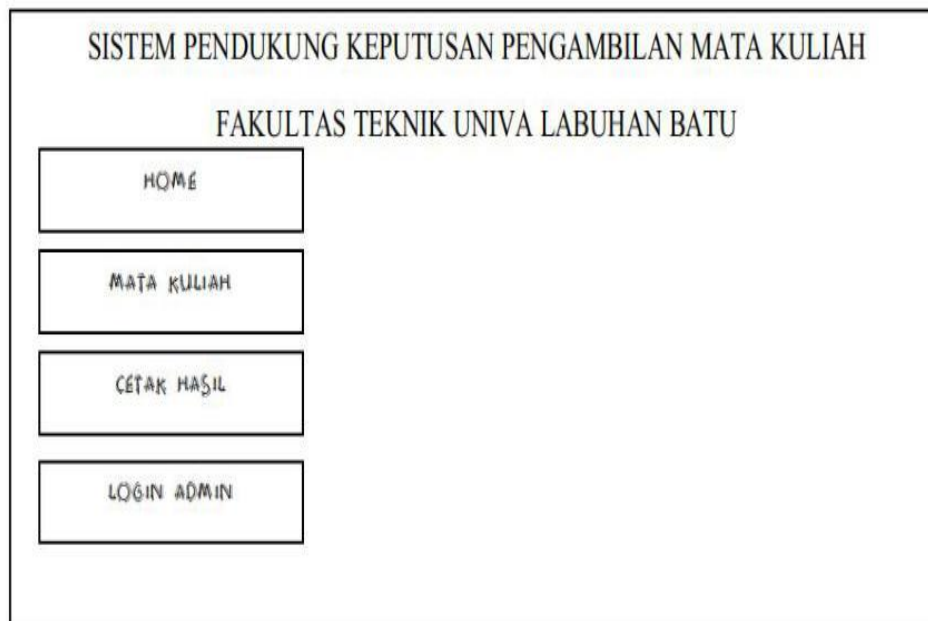 SISTEM PENDUKUNG KEPUTUSAN PENGAMBILAN MATA KULIAH
FAKULTAS TEKNIK UNIVA LABUHAN BATU
HOME
MATA KULIAH
CETAK HASIL
LOGIN ADMIN